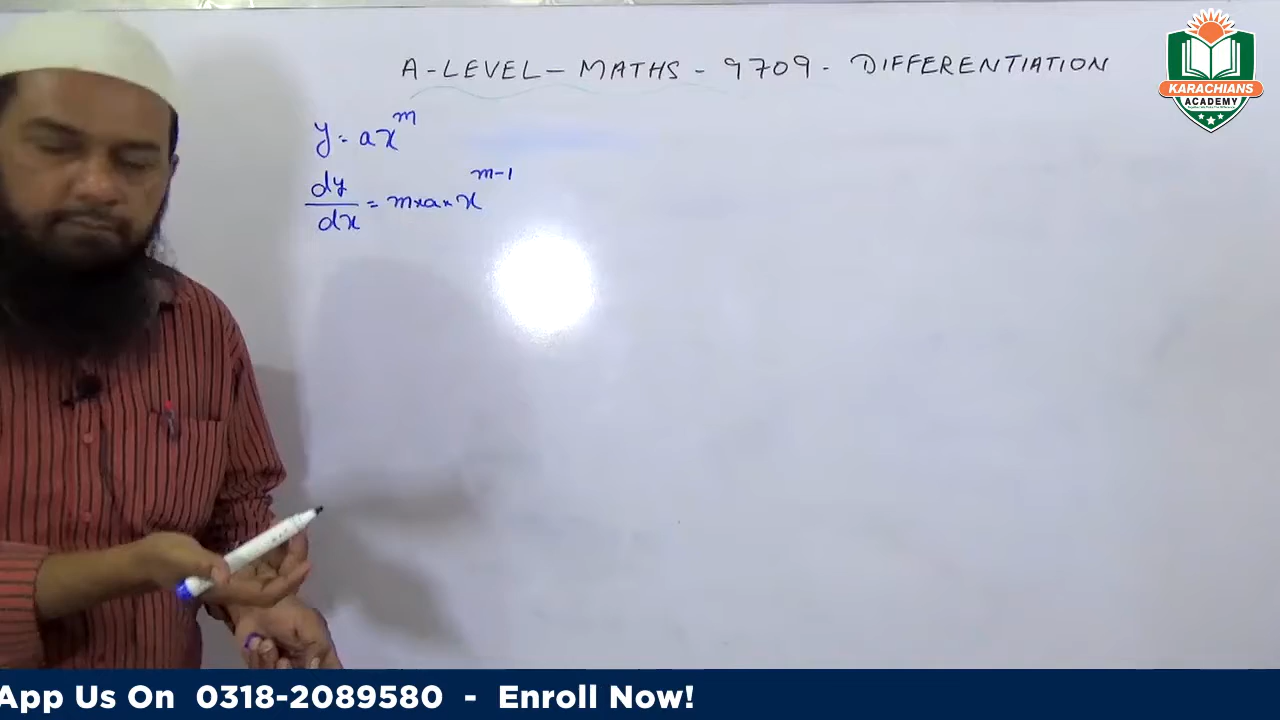 A-LEVEL-MATHS-9709-DIFFERENTIATION
y = ax^m
dy/dx = m×a×x^m-1
KARACHIANS
ACADEMY
App Us On 0318-2089580 - Enroll Now!